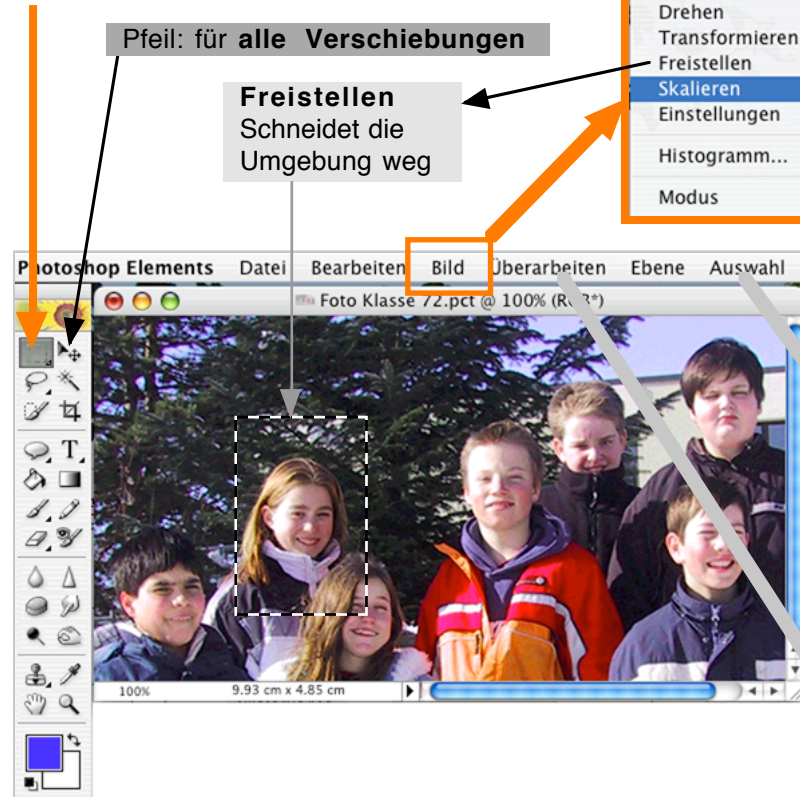 Drehen
Pfeil: für alle Verschiebungen
Transformieren
Freistellen
Freistellen
Schneidet die
Umgebung weg
Skalieren
Einstellungen
Histogramm...
Modus
Photoshop Elements Datei Bearbeiten Bild Überarbeiten Ebene Auswahl
Foto Klasse 72.pct @ 100% (RGB*)
T
100% 9.93 cm x 4.85 cm